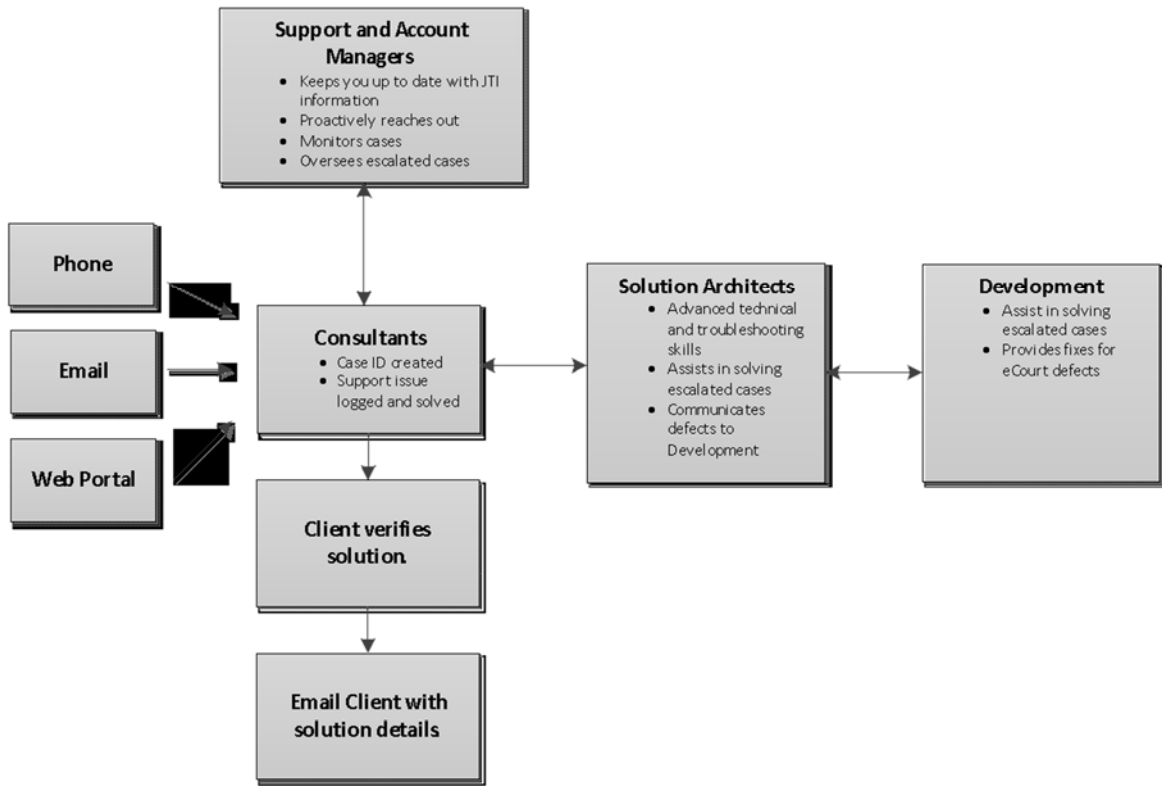 Support and Account
Managers
• Keeps you up to date with JTI
information
• Proactively reaches out
• Monitors cases
• Oversees escalated cases
Phone
Email
Web Portal
Consultants
• Case ID created
• Support issue
logged and solved
Solution Architects
• Advanced technical
and troubleshooting
skills
• Assists in solving
escalated cases
• Communicates
defects to
Development
Development
• Assist in solving
escalated cases
• Provides fixes for
eCourt defects
Client verifies
solution.
Email Client with
solution details.